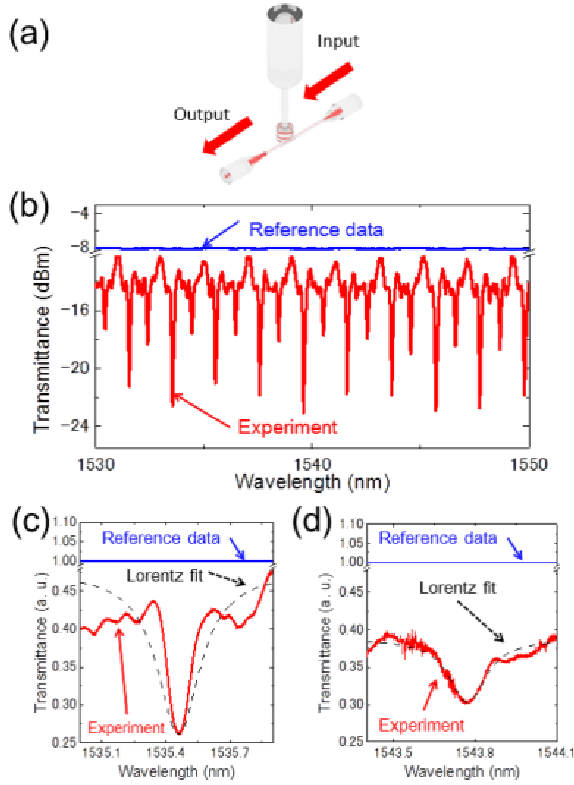 (a)
Input
Output
(b)
Transmittance (dBm)
−4
−8
−16
−20
−24
Reference data
Experiment
1530
1540
1550
Wavelength (nm)
(c)
Transmittance (a. u.)
1.10
1.05
1.00
0.45
0.40
0.35
0.30
0.25
Reference data
Lorentz fit
Experiment
1535.1
1535.4
1535.7
Wavelength (nm)
(d)
Transmittance (a. u.)
1.10
1.05
1.00
0.45
0.40
0.35
0.30
0.25
Reference data
Lorentz fit
Experiment
1543.5
1543.8
1544.1
Wavelength (nm)